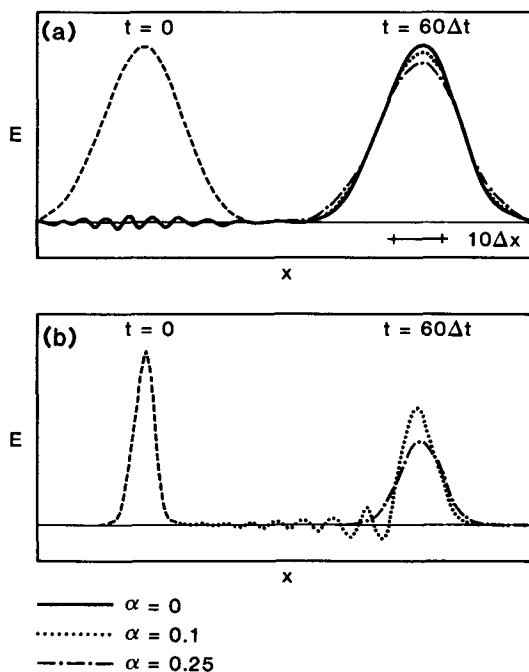 (a)
t = 0
t = 60Δt
E
10Δx
x
(b)
t = 0
t = 60Δt
E
x
α = 0
α = 0.1
α = 0.25